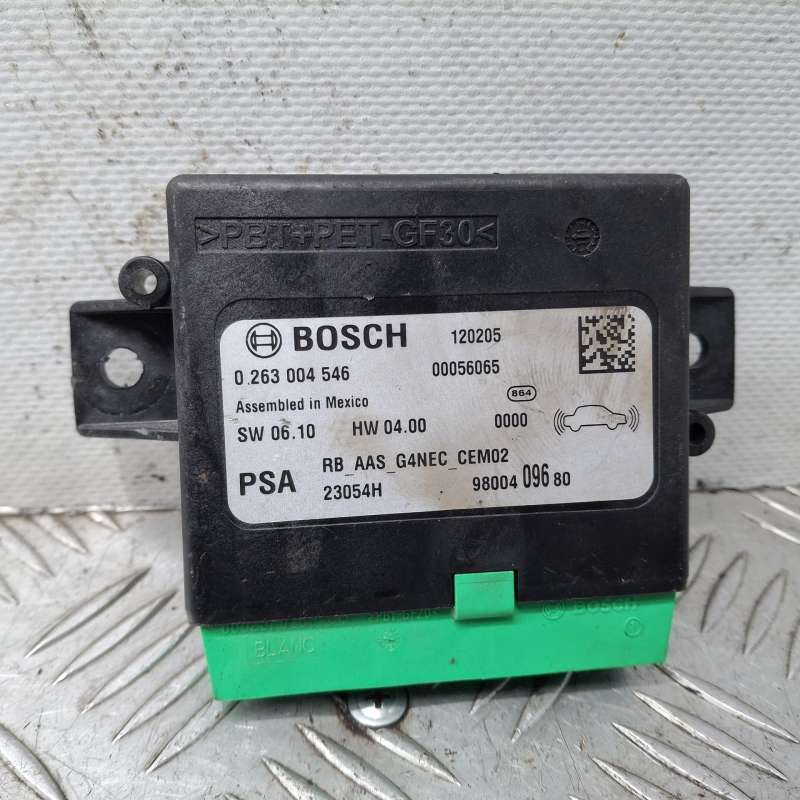 >PBT+PET-GF30<
BOSCH 120205
0 263 004 546 00056065
Assembled in Mexico 864
SW 06.10 HW 04.00 0000
PSA RB_AAS_G4NEC_CEM02
23054H 98004 096 80
BOSCH
BLANC